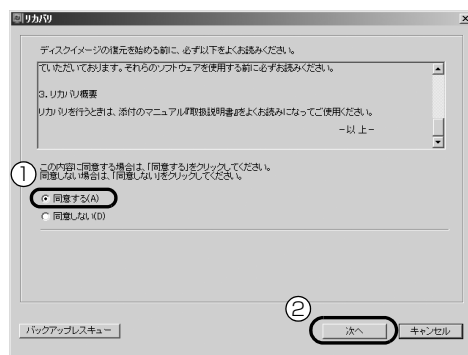 リカバリ
ディスクイメージの復元を始める前に、必ず以下をよくお読みください。
ていただいております。それらのソフトウェアを使用する前に必ずお読みください。
3. リカバリ概要
リカバリを行うときは、添付のマニュアル『取扱説明書』をよくお読みになってご使用ください。
－以上－
この内容に同意する場合は、「同意する」をクリックしてください。
同意しない場合は、「同意しない」をクリックしてください。
①
同意する(A)
同意しない(D)
②
バックアップレスキュー
次へ
キャンセル